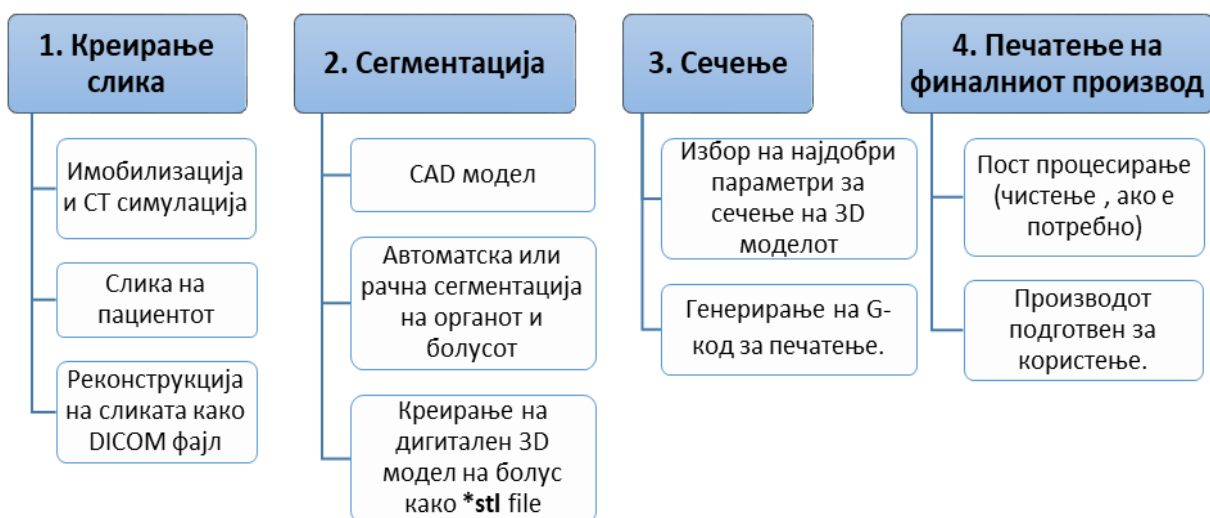 1. Креирање
слика
Имобилизација
и CT симулација
Слика на
пациентот
Реконструкција
на сликата како
DICOM фајл
2. Сегментација
CAD модел
Автоматска или
рачна сегментација
на органот и
болусот
Креирање на
дигитален 3D
модел на болус
како *stl file
3. Сечење
Избор на најдобри
параметри за
сечење на 3D
моделот
Генерирање на G-
код за печатење.
4. Печатење на
финалниот производ
Пост процесирање
(чистење , ако е
потребно)
Производот
подготвен за
користење.